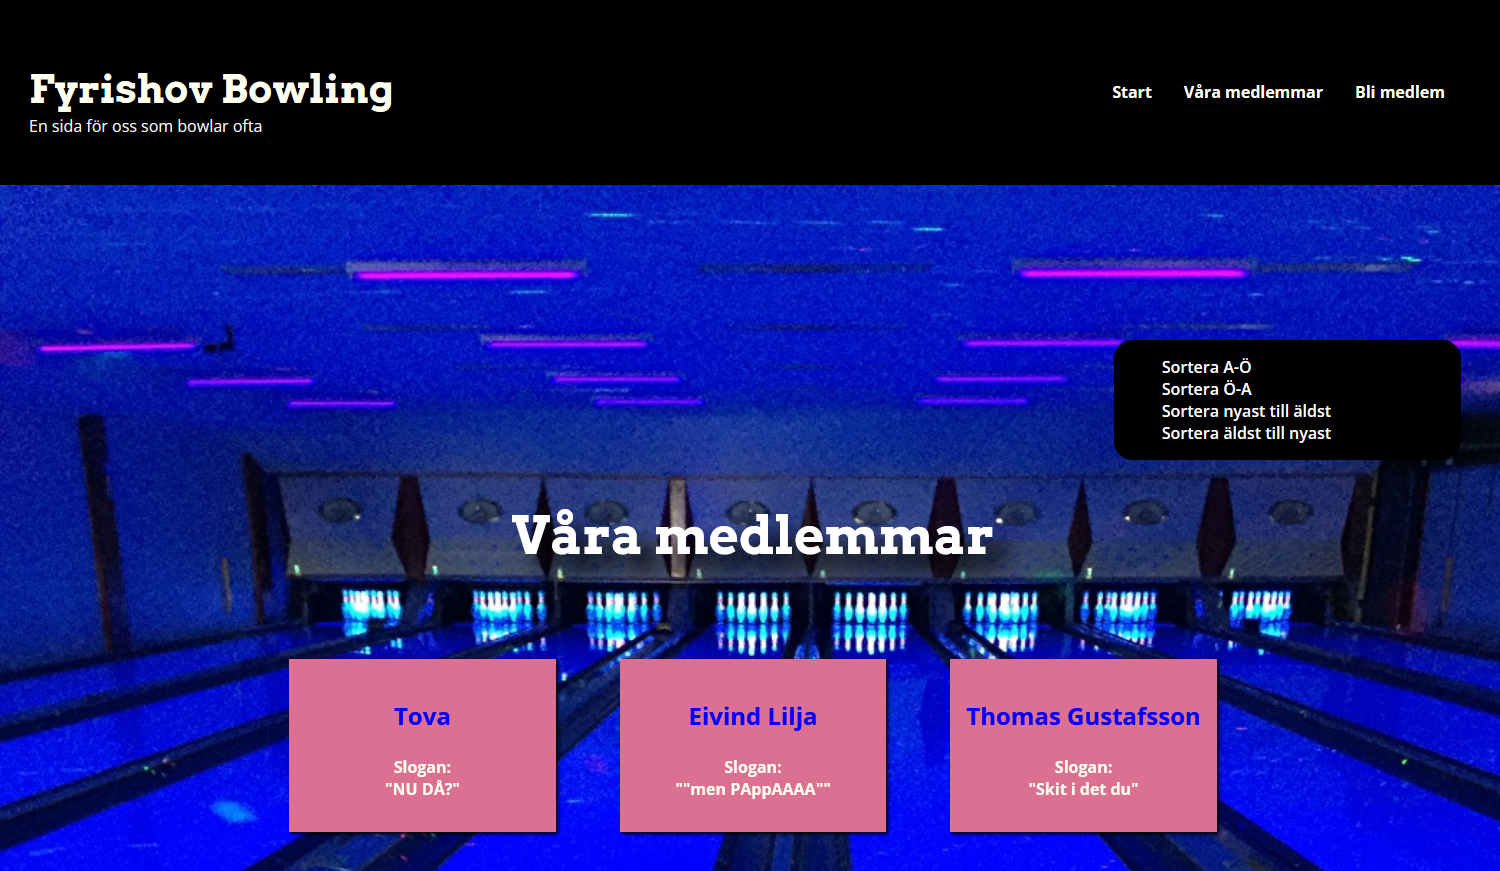 Fyrishov Bowling
En sida för oss som bowlar ofta
Start Våra medlemmar Bli medlem
Sortera A-Ö
Sortera Ö-A
Sortera nyast till äldst
Sortera äldst till nyast
Våra medlemmar
Tova
Slogan:
"NU DÅ?"
Eivind Lilja
Slogan:
""men PAppAAAA""
Thomas Gustafsson
Slogan:
"Skit i det du"